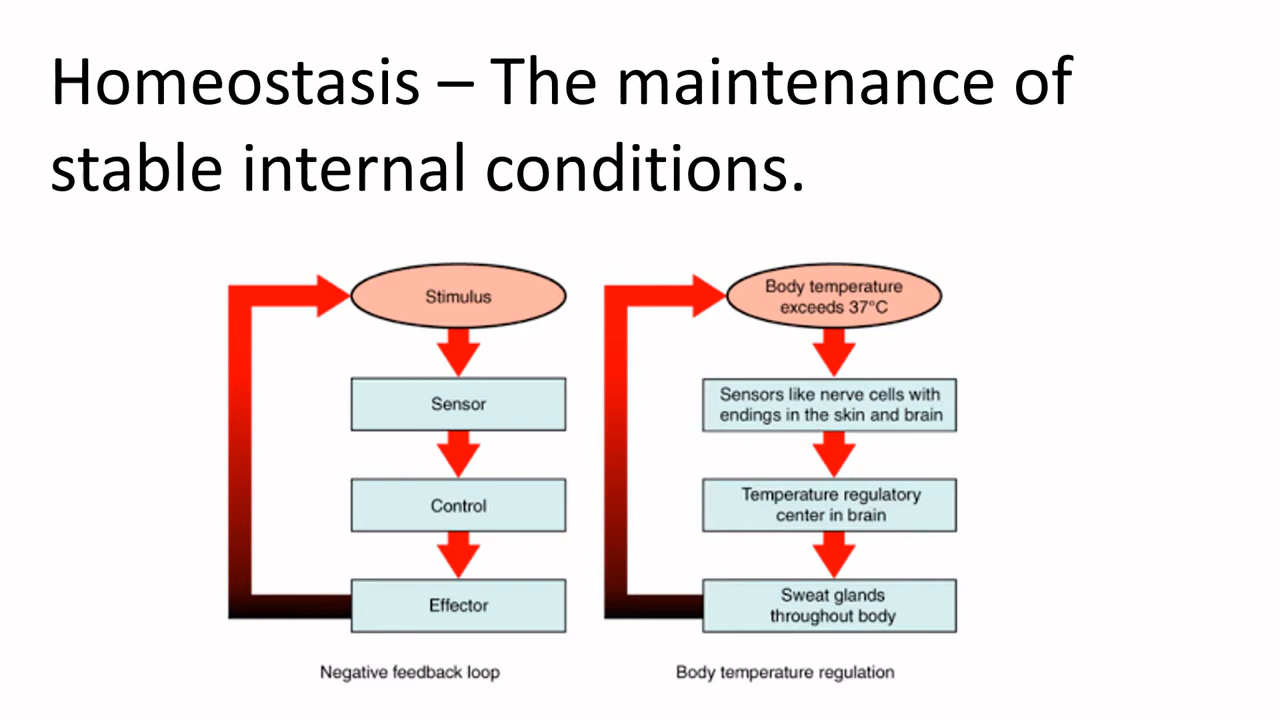 Homeostasis – The maintenance of
stable internal conditions.
Stimulus
Sensor
Control
Effector
Negative feedback loop
Body temperature
exceeds 37°C
Sensors like nerve cells with
endings in the skin and brain
Temperature regulatory
center in brain
Sweat glands
throughout body
Body temperature regulation